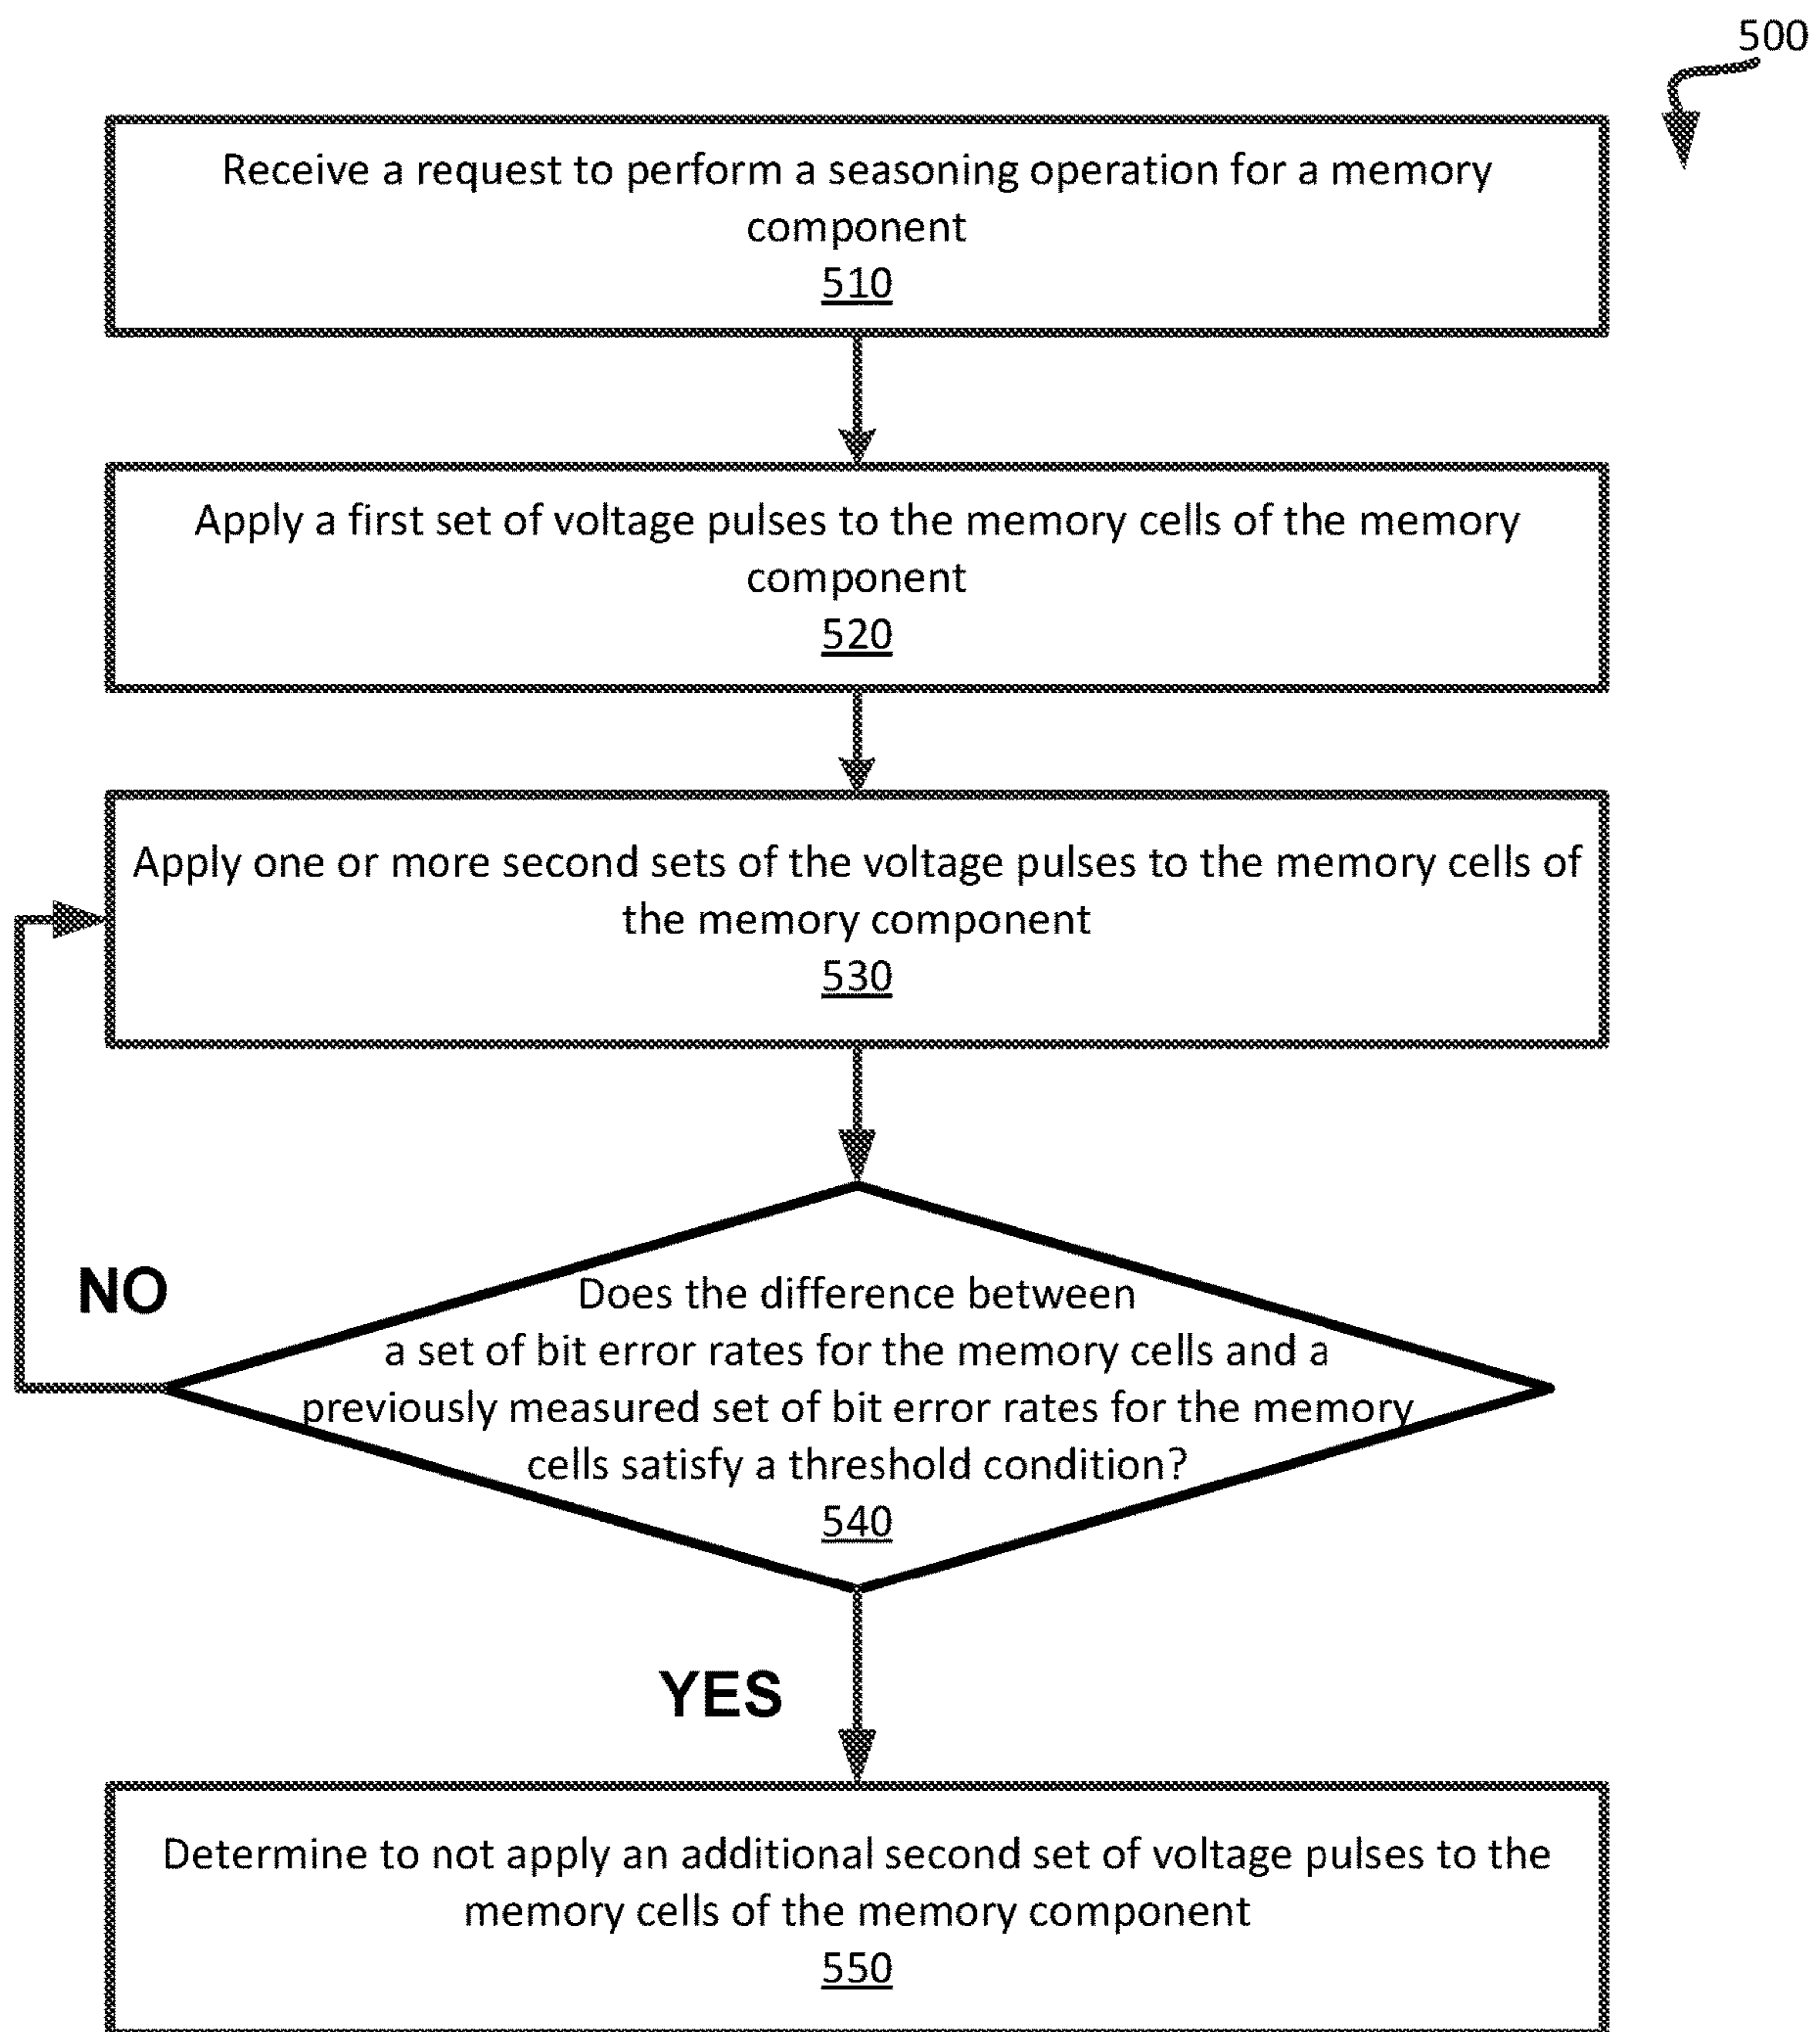 500
Receive a request to perform a seasoning operation for a memory
component
510
Apply a first set of voltage pulses to the memory cells of the memory
component
520
Apply one or more second sets of the voltage pulses to the memory cells of
the memory component
530
NO
Does the difference between
a set of bit error rates for the memory cells and a
previously measured set of bit error rates for the memory
cells satisfy a threshold condition?
540
YES
Determine to not apply an additional second set of voltage pulses to the
memory cells of the memory component
550